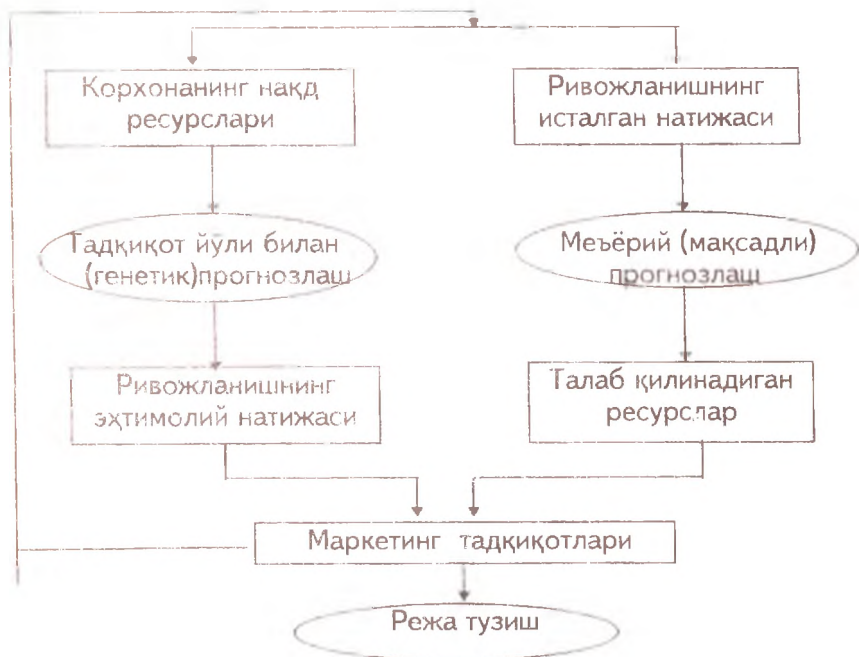 Корхонанинг нақд
ресурслари
Ривожланишнинг
исталган натижаси
Тадқиқот йўли билан
(генетик)прогнозлаш
Меъёрий (мақсадли)
прогнозлаш
Ривожланишнинг
эҳтимолий натижаси
Талаб қилинадиган
ресурслар
Маркетинг тадқиқотлари
Режа тузиш